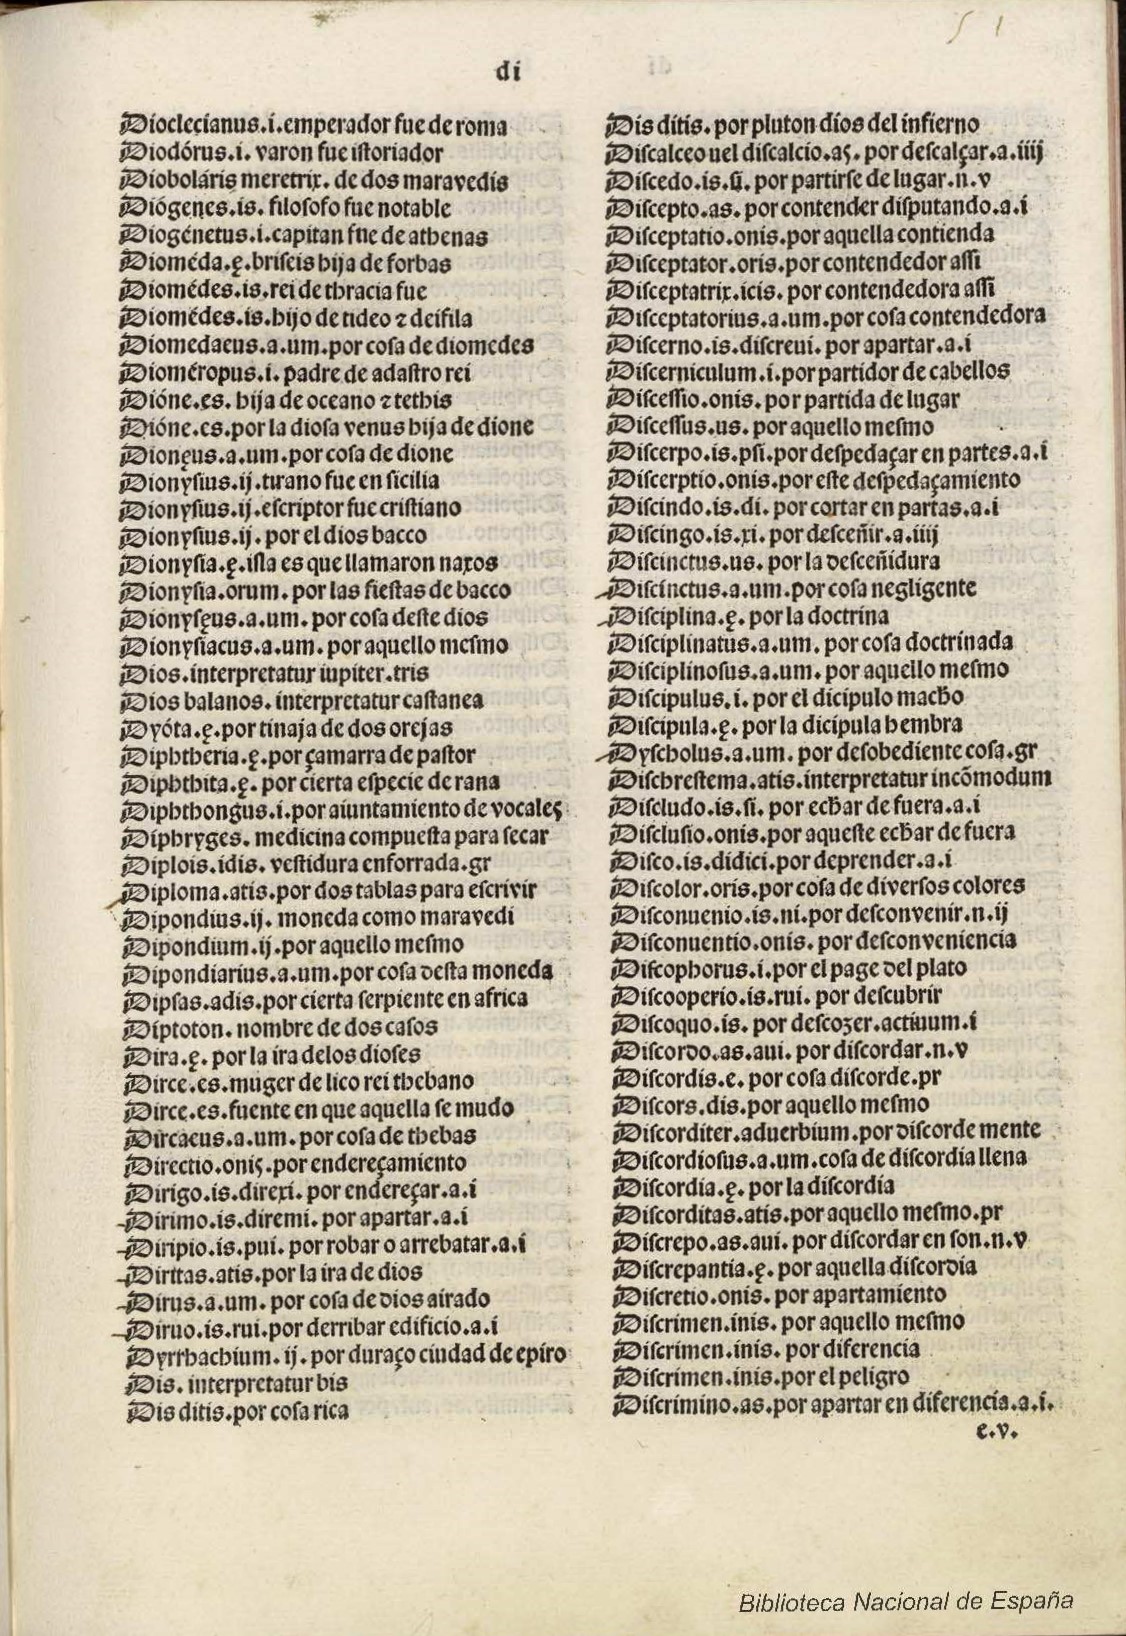 51
di
Dioclecianus.i.emperador fue de roma
Diodórus.i. varon fue istoriador
Dioboláris meretrix. de dos maravedis
Diógenes.is. filosofo fue notable
Diogénetus.i.capitan fue de athenas
Dioméda.ę.briseis hija de forbas
Diomédes.is.rei de thracia fue
Diomédes.is.hijo de tideo ⁊ deifila
Diomedaeus.a.um.por cosa de diomedes
Dioméropus.i. padre de adastro rei
Dióne.es. hija de oceano ⁊ tethis
Dióne.es.por la diosa venus hija de dione
Dionęus.a.um.por cosa de dione
Dionysius.ij.tirano fue en sicilia
Dionysius.ij.escriptor fue cristiano
Dionysius.ij. por el dios bacco
Dionysia.ę.isla es que llamaron naxos
Dionysia.orum. por las fiestas de bacco
Dionysęus.a.um. por cosa deste dios
Dionysiacus.a.um. por aquello mesmo
Dios.interpretatur iupiter.tris
Dios balanos. interpretatur castanea
Dyóta.ę.por tinaja de dos orejas
Diphtheria.ę.por çamarra de pastor
Diphthita.ę. por cierta especie de rana
Diphthongus.i.por aiuntamiento de vocales
Diphryges. medicina compuesta para secar
Diplois.idis. vestidura enforrada.gr
Diploma.atis.por dos tablas para escrivir
Dipondius.ij. moneda como maravedi
Dipondium.ij.por aquello mesmo
Dipondiarius.a.um.por cosa desta moneda
Dipsas.adis.por cierta serpiente en africa
Diptoton. nombre de dos casos
Dira.ę. por la ira delos dioses
Dirce.es.muger de lico rei thebano
Dirce.es.fuente en que aquella se mudo
Dircaeus.a.um. por cosa de thebas
Directio.onis.por endereçamiento
Dirigo.is.direxi. por endereçar.a.i
Dirimo.is.diremi. por apartar.a.i
Diripio.is.pui. por robar o arrebatar.a.i
Diritas.atis.por la ira de dios
Dirus.a.um. por cosa de dios airado
Diruo.is.rui.por derribar edificio.a.i
Dyrrhachium. ij. por duraço ciudad de epiro
Dis. interpretatur bis
Dis ditis.por cosa rica
Dis ditis. por pluton dios del infierno
Discalceo uel discalcio.as. por descalçar.a.iiij
Discedo.is.ssi. por partirse de lugar.n.v
Discepto.as. por contender disputando.a.i
Disceptatio.onis.por aquella contienda
Disceptator.oris.por contendedor assi
Disceptatrix.icis. por contendedora assi
Disceptatorius.a.um.por cosa contendedora
Discerno.is.discreui. por apartar.a.i
Discerniculum.i.por partidor de cabellos
Discessio.onis. por partida de lugar
Discessus.us. por aquello mesmo
Discerpo.is.psi.por despedaçar en partes.a.i
Discerptio.onis.por este despedaçamiento
Discindo.is.di. por cortar en partas.a.i
Discingo.is.xi. por desceñir.a.iiij
Discinctus.us. por la desceñidura
Discinctus.a.um.por cosa negligente
Disciplina.ę. por la doctrina
Disciplinatus.a.um. por cosa doctrinada
Disciplinosus.a.um. por aquello mesmo
Discipulus.i. por el dicipulo macho
Discipula.ę. por la dicipula hembra
Dyscholus.a.um. por desobediente cosa.gr
Dischrestema.atis.interpretatur incõmodum
Discludo.is.si. por echar de fuera.a.i
Disclusio.onis.por aqueste echar de fuera
Disco.is.didici.por deprender.a.i
Discolor.oris.por cosa de diversos colores
Disconuenio.is.ni.por desconvenir.n.ij
Disconuentio.onis. por desconveniencia
Discophorus.i.por el page del plato
Discooperio.is.rui. por descubrir
Discoquo.is. por descozer.actiuum.i
Discordo.as.aui. por discordar.n.v
Discordis.e. por cosa discorde.pr
Discors.dis.por aquello mesmo
Discorditer.aduerbium.por discorde mente
Discordiosus.a.um.cosa de discordia llena
Discordia.ę. por la discordia
Discorditas.atis.por aquello mesmo.pr
Discrepo.as.aui. por discordar en son.n.v
Discrepantia.ę. por aquella discordia
Discretio.onis. por apartamiento
Discrimen.inis. por aquello mesmo
Discrimen.inis. por diferencia
Discrimen.inis.por el peligro
Discrimino.as.por apartar en diferencia.a.i.
e.v.
Biblioteca Nacional de España